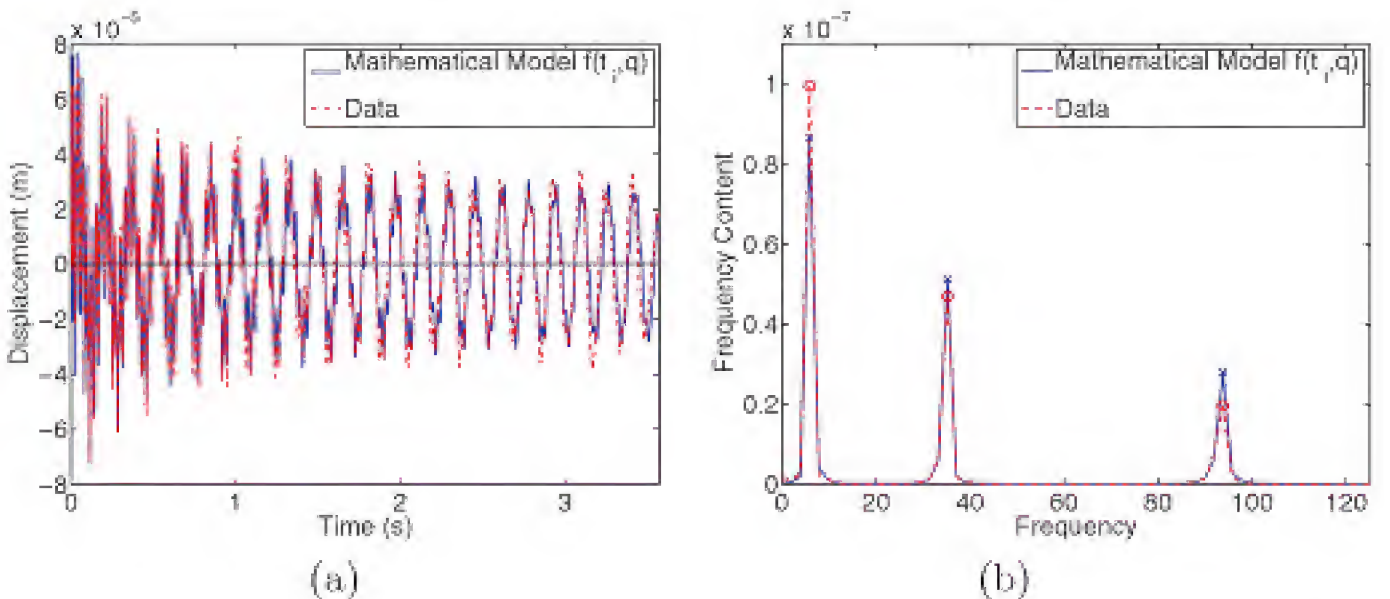 x 10⁻⁵
8
6
4
2
0
−2
−4
−6
−8
Displacement (m)
Mathematical Model f(t_i,q)
Data
0 1 2 3
Time (s)
(a)
x 10⁻⁷
1
0.8
0.6
0.4
0.2
0
Frequency Content
Mathematical Model f(t_i,q)
Data
0 20 40 60 80 100 120
Frequency
(b)